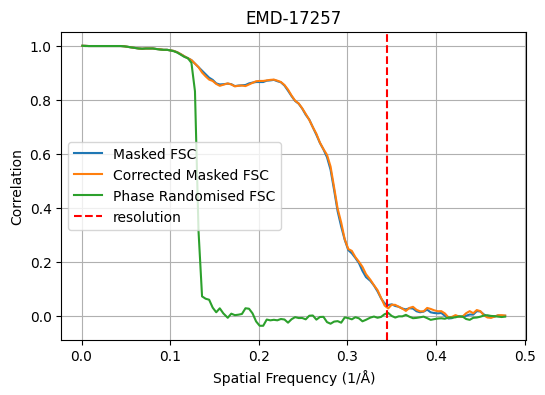 EMD-17257
1.0
0.8
0.6
0.4
0.2
0.0
Correlation
Masked FSC
Corrected Masked FSC
Phase Randomised FSC
resolution
0.0 0.1 0.2 0.3 0.4 0.5
Spatial Frequency (1/Å)